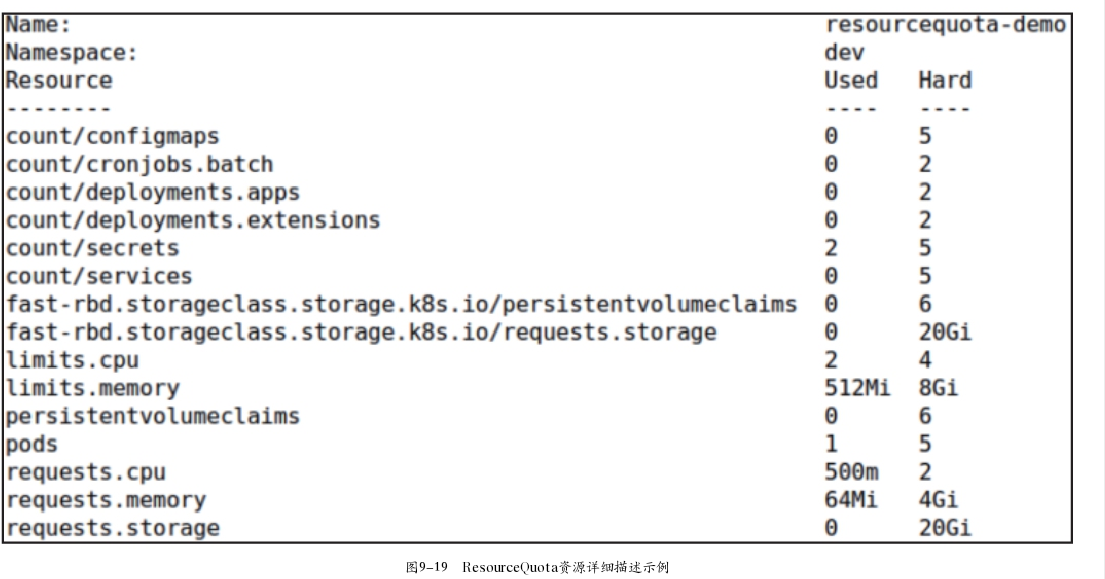 Name: resourcequota-demo
Namespace: dev
Resource Used Hard
-------- ---- ----
count/configmaps 0 5
count/cronjobs.batch 0 2
count/deployments.apps 0 2
count/deployments.extensions 0 2
count/secrets 2 5
count/services 0 5
fast-rbd.storageclass.storage.k8s.io/persistentvolumeclaims 0 6
fast-rbd.storageclass.storage.k8s.io/requests.storage 0 20Gi
limits.cpu 2 4
limits.memory 512Mi 8Gi
persistentvolumeclaims 0 6
pods 1 5
requests.cpu 500m 2
requests.memory 64Mi 4Gi
requests.storage 0 20Gi
图9-19 ResourceQuota资源详细描述示例